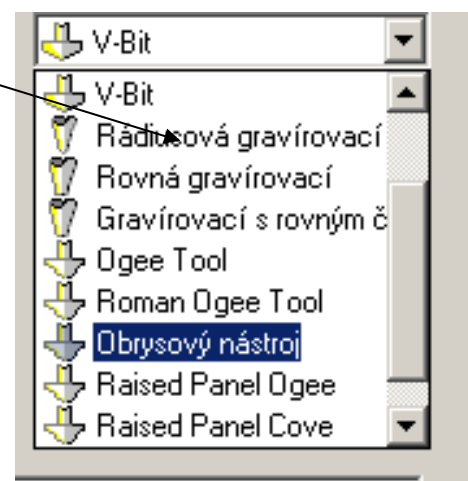 V-Bit
V-Bit
Rádiusová gravírovací
Rovná gravírovací
Gravírovací s rovným č
Ogee Tool
Roman Ogee Tool
Obrysový nástroj
Raised Panel Ogee
Raised Panel Cove